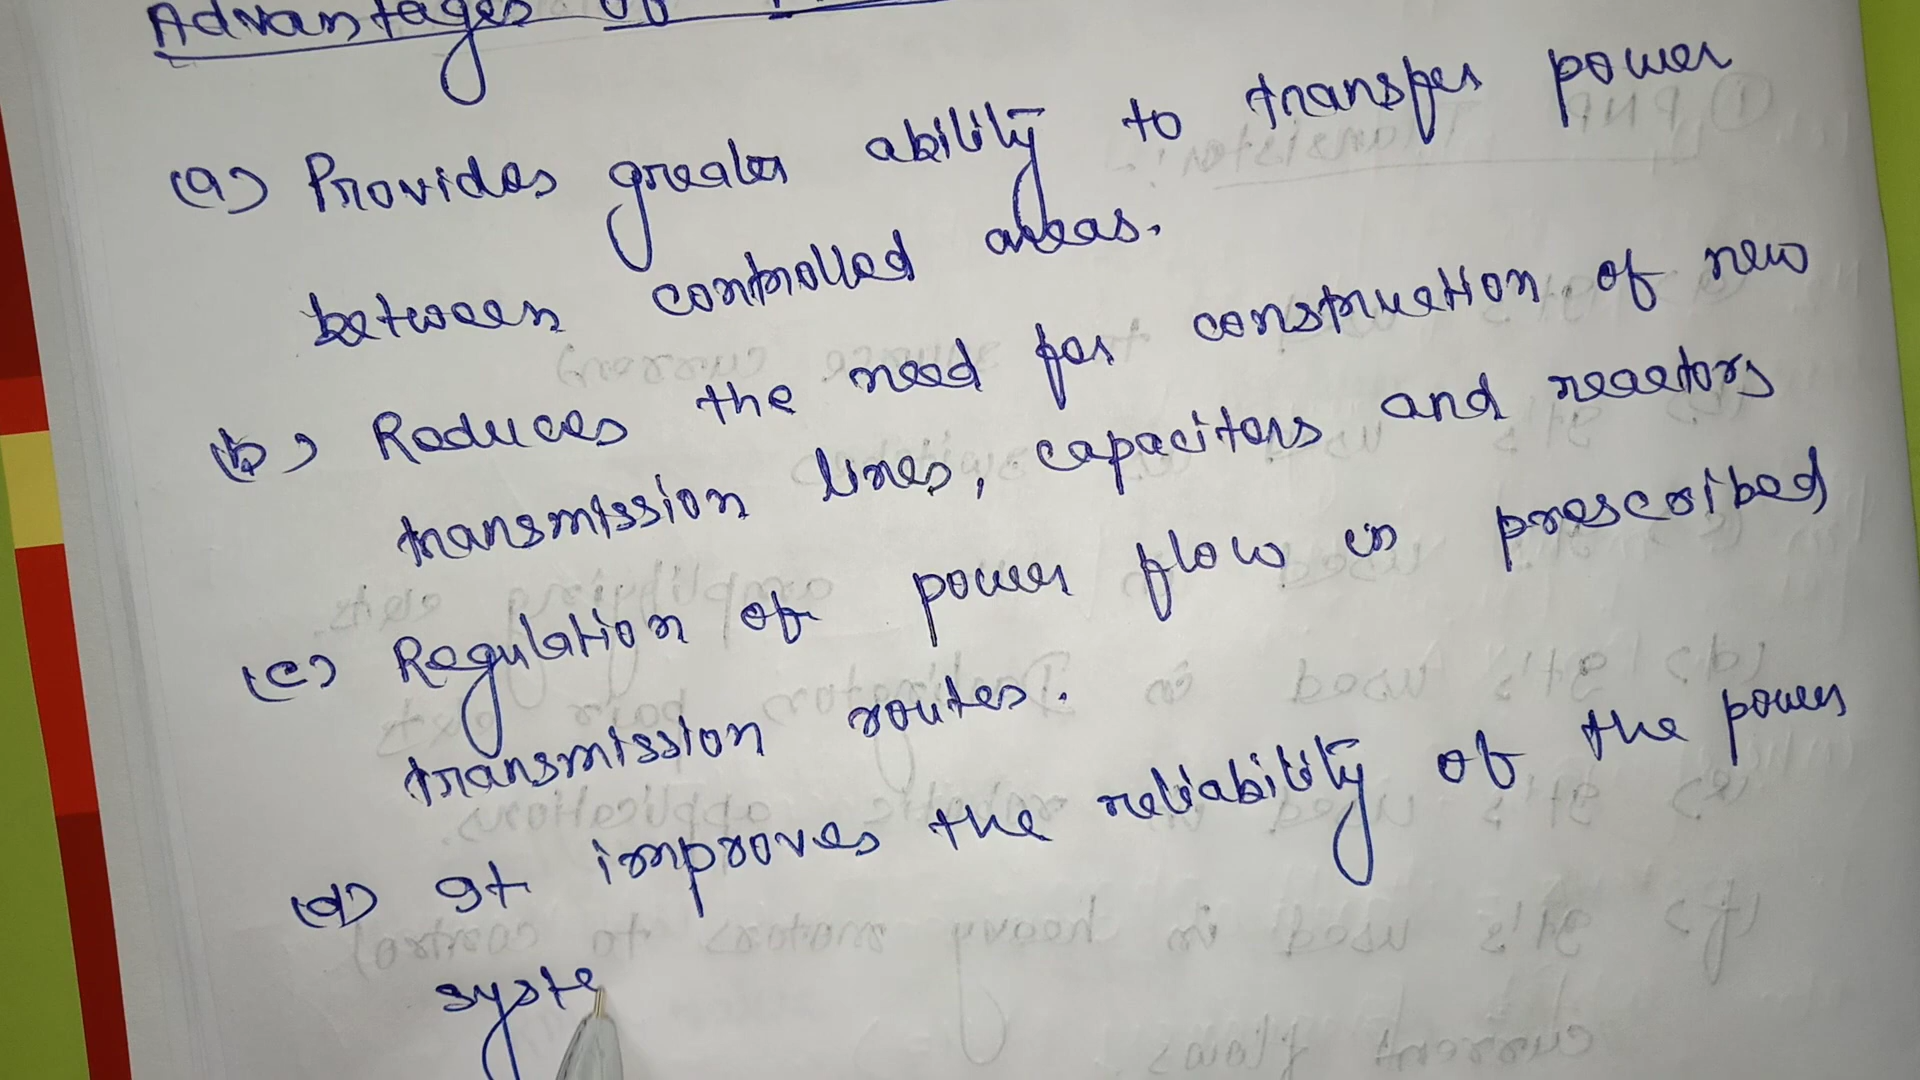 Advantages of
(a) Provides greater ability to transfer power
between controlled areas.
(b) Reduces the need for construction of new
transmission lines, capacitors and reactors
(c) Regulation of power flow in prescribed
transmission routes.
(d) It improves the reliability of the power
syste